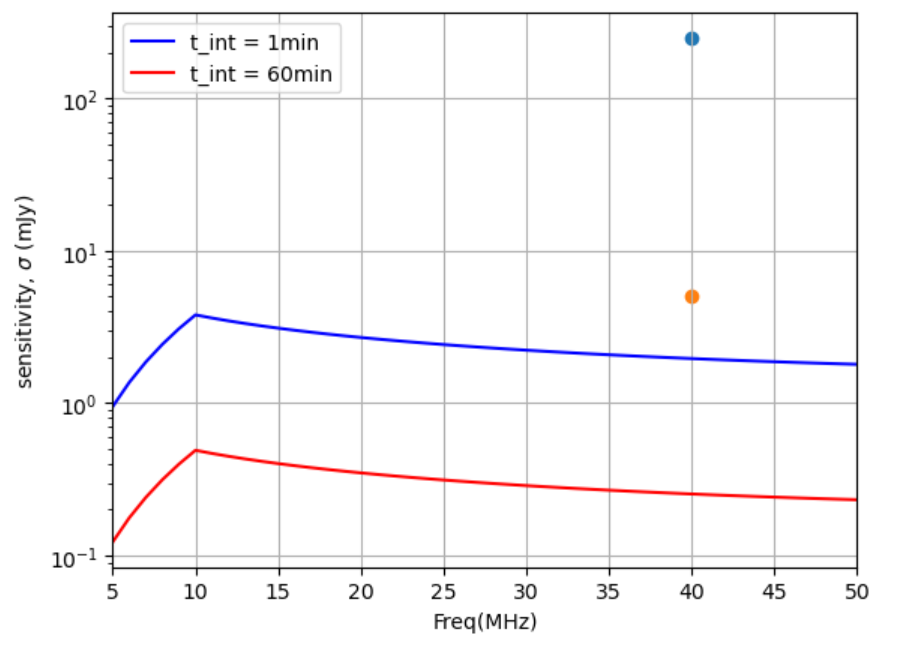 t_int = 1min
t_int = 60min
10²
10¹
10⁰
10⁻¹
sensitivity, σ (mJy)
5 10 15 20 25 30 35 40 45 50
Freq(MHz)